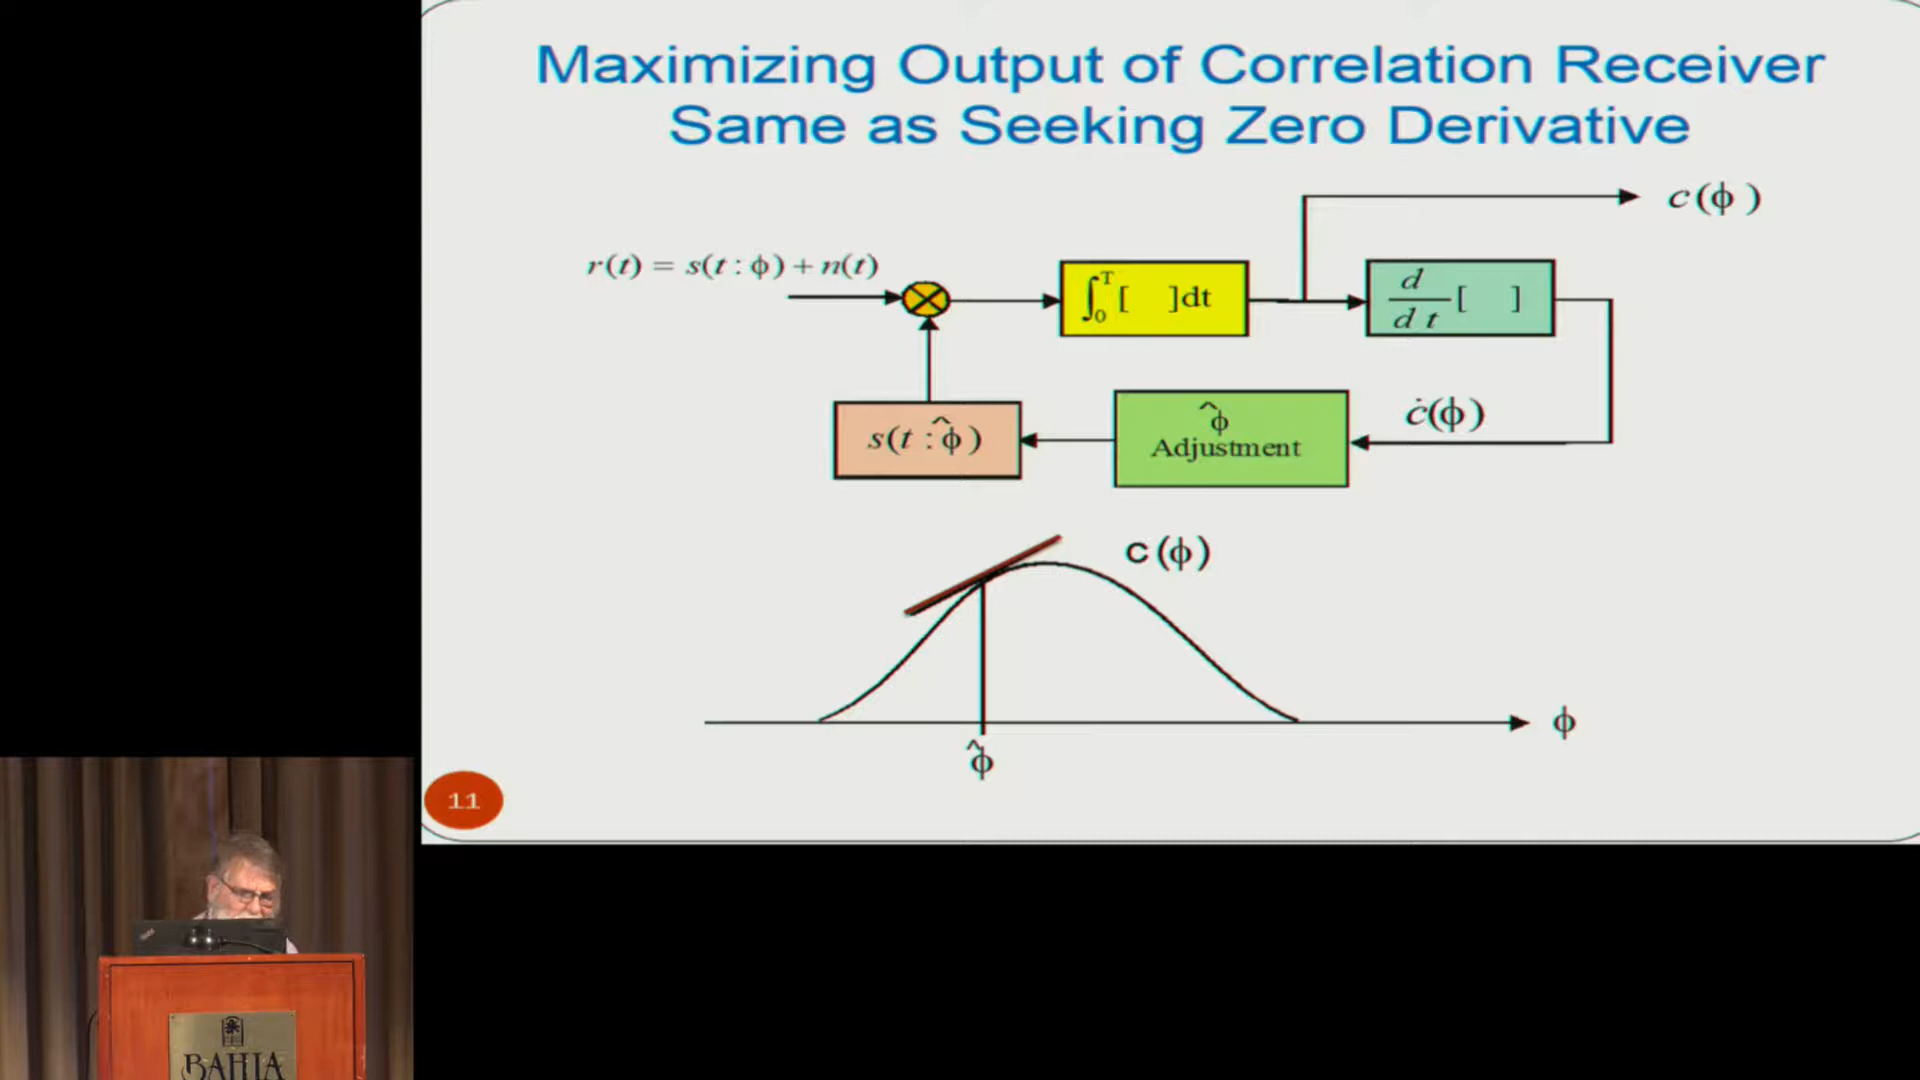 Maximizing Output of Correlation Receiver
Same as Seeking Zero Derivative
c(ϕ)
r(t) = s(t : ϕ) + n(t)
∫₀ᵀ[ ]dt
d/dt[ ]
s(t : ϕ̂)
ϕ̂
Adjustment
ċ(ϕ)
c(ϕ)
ϕ
ϕ̂
11
BAHIA